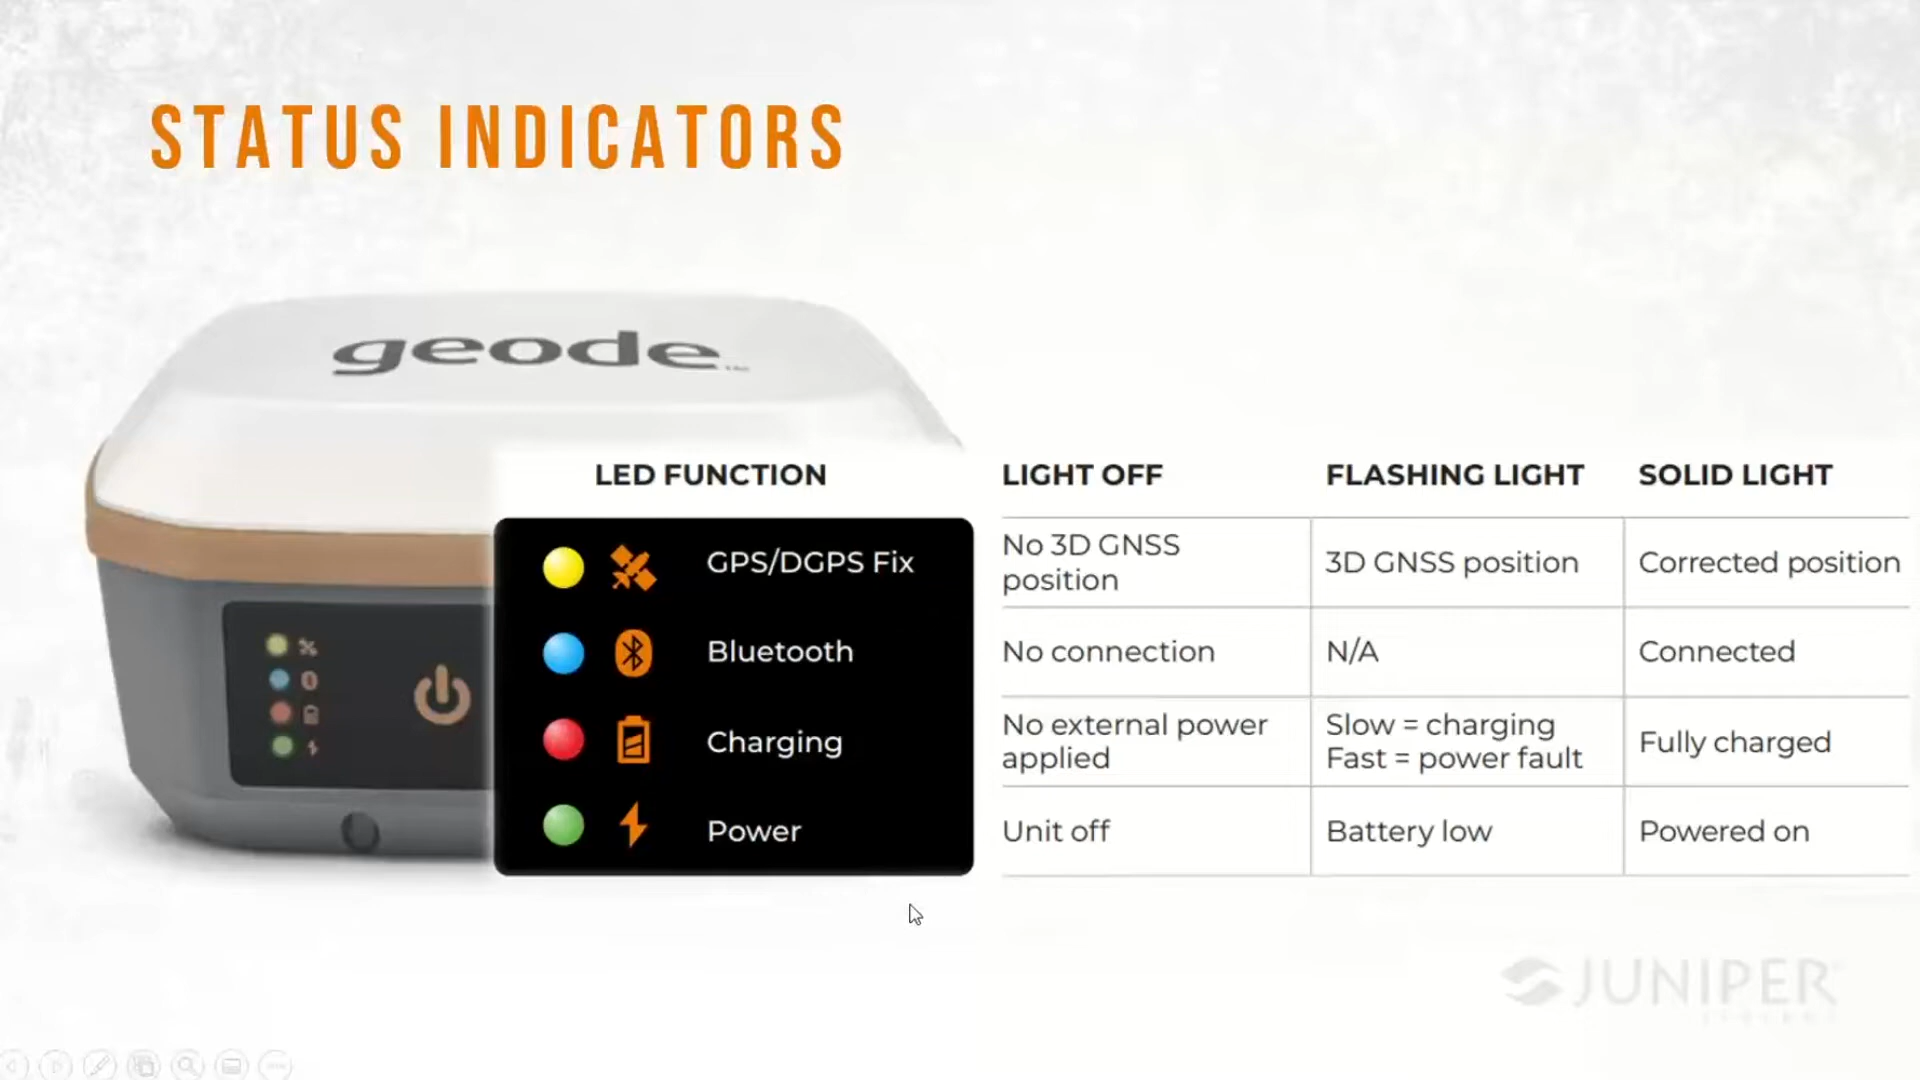 STATUS INDICATORS
geode™
LED FUNCTION LIGHT OFF FLASHING LIGHT SOLID LIGHT
GPS/DGPS Fix No 3D GNSS position 3D GNSS position Corrected position
Bluetooth No connection N/A Connected
Charging No external power applied Slow = charging Fast = power fault Fully charged
Power Unit off Battery low Powered on
JUNIPER